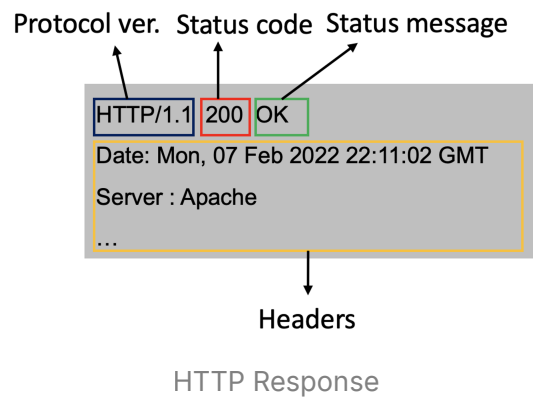 Protocol ver. Status code Status message
HTTP/1.1 200 OK
Date: Mon, 07 Feb 2022 22:11:02 GMT
Server : Apache
...
Headers
HTTP Response